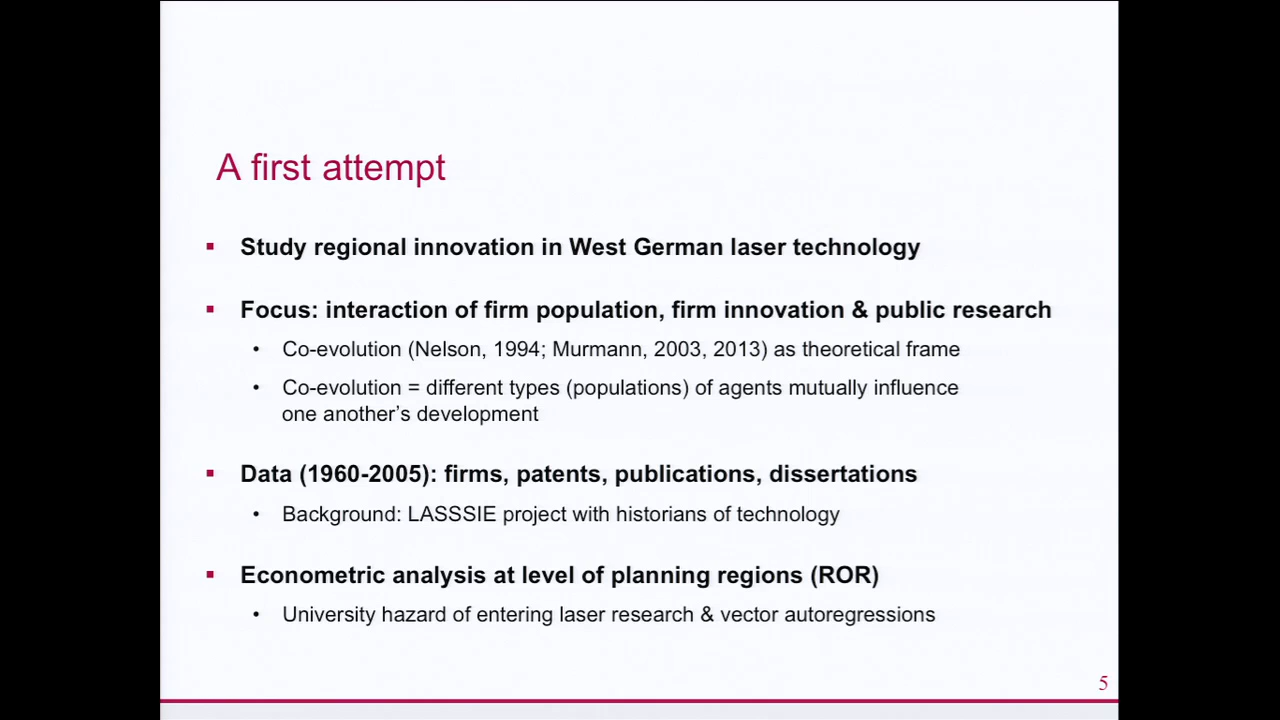 A first attempt
▪ Study regional innovation in West German laser technology
▪ Focus: interaction of firm population, firm innovation & public research
• Co-evolution (Nelson, 1994; Murmann, 2003, 2013) as theoretical frame
• Co-evolution = different types (populations) of agents mutually influence
one another’s development
▪ Data (1960-2005): firms, patents, publications, dissertations
• Background: LASSSIE project with historians of technology
▪ Econometric analysis at level of planning regions (ROR)
• University hazard of entering laser research & vector autoregressions
5